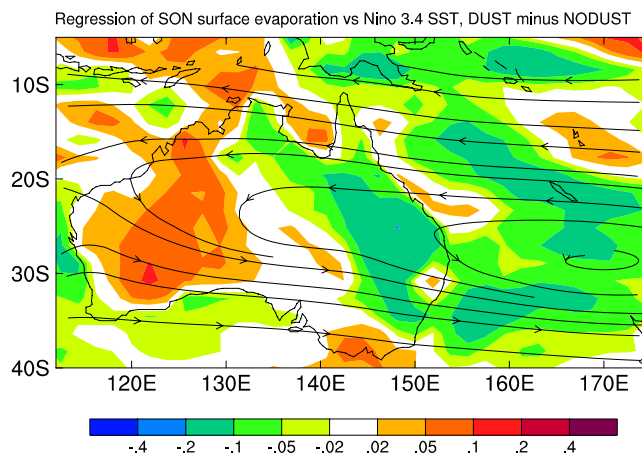 Regression of SON surface evaporation vs Nino 3.4 SST, DUST minus NODUST
10S
20S
30S
40S
120E 130E 140E 150E 160E 170E
-.4 -.2 -.1 -.05 -.02 .02 .05 .1 .2 .4